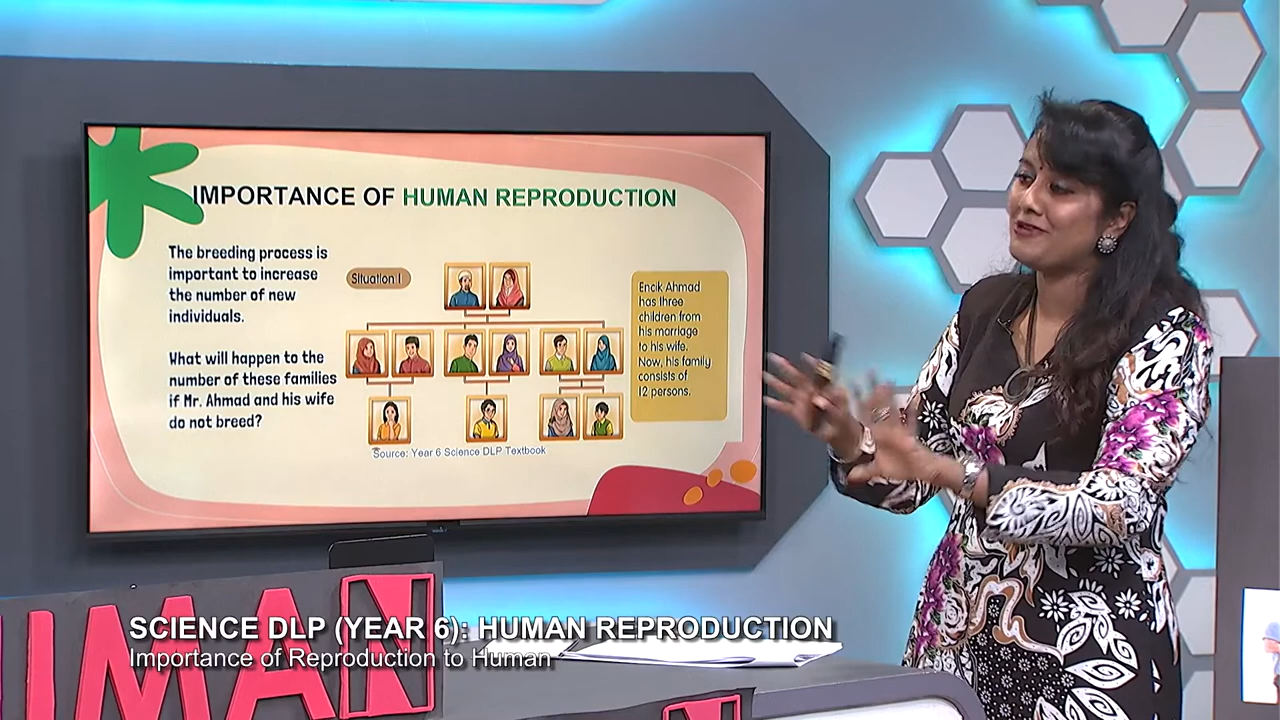 IMPORTANCE OF HUMAN REPRODUCTION
The breeding process is
important to increase
the number of new
individuals.
What will happen to the
number of these families
if Mr. Ahmad and his wife
do not breed?
Situation 1
Encik Ahmad
has three
children from
his marriage
to his wife.
Now, his family
consists of
12 persons.
Source: Year 6 Science DLP Textbook
UMAN
SCIENCE DLP (YEAR 6): HUMAN REPRODUCTION
Importance of Reproduction to Human